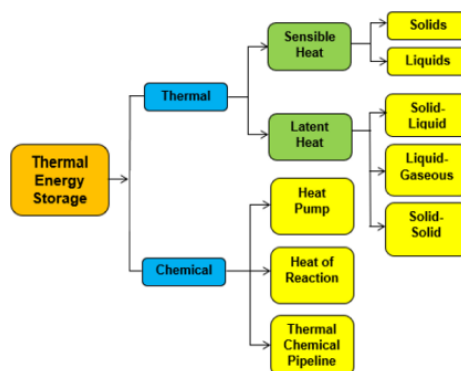 Solids
Sensible
Heat
Liquids
Thermal
Solid-
Liquid
Latent
Heat
Thermal
Energy
Storage
Liquid-
Gaseous
Heat
Pump
Solid-
Solid
Chemical
Heat of
Reaction
Thermal
Chemical
Pipeline